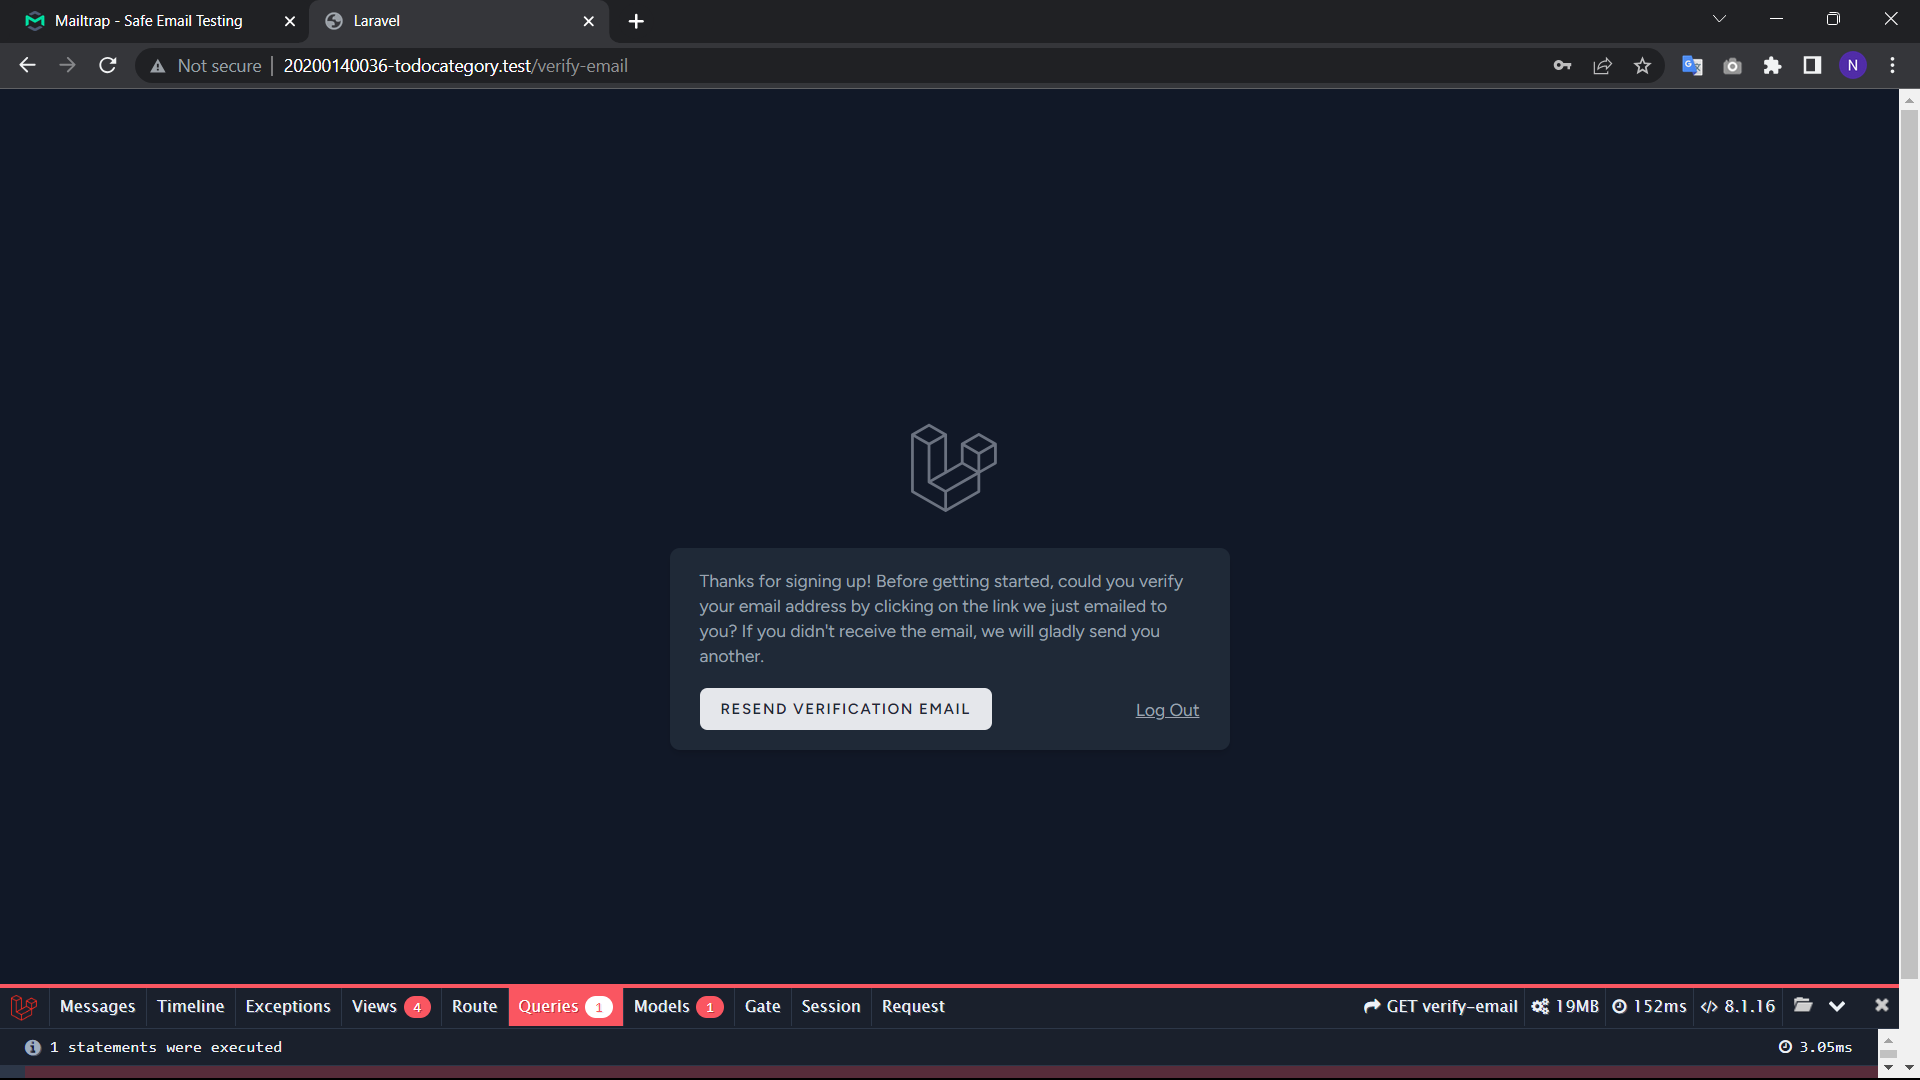 Mailtrap - Safe Email Testing
Laravel
Not secure | 20200140036-todocategory.test/verify-email
N
Thanks for signing up! Before getting started, could you verify
your email address by clicking on the link we just emailed to
you? If you didn't receive the email, we will gladly send you
another.
RESEND VERIFICATION EMAIL
Log Out
Messages Timeline Exceptions Views 4 Route Queries 1 Models 1 Gate Session Request GET verify-email 19MB 152ms </> 8.1.16
1 statements were executed 3.05ms